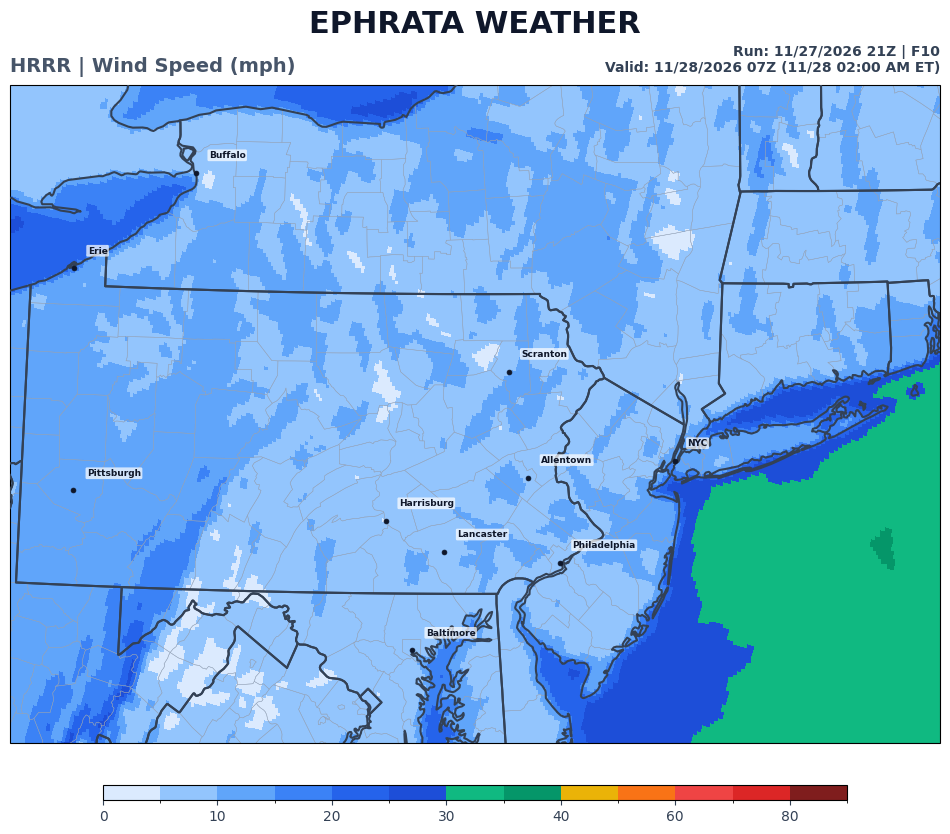 EPHRATA WEATHER
HRRR | Wind Speed (mph)
Run: 11/27/2026 21Z | F10
Valid: 11/28/2026 07Z (11/28 02:00 AM ET)
Buffalo
Erie
Scranton
NYC
Allentown
Pittsburgh
Harrisburg
Lancaster
Philadelphia
Baltimore
0 10 20 30 40 50 60 70 80